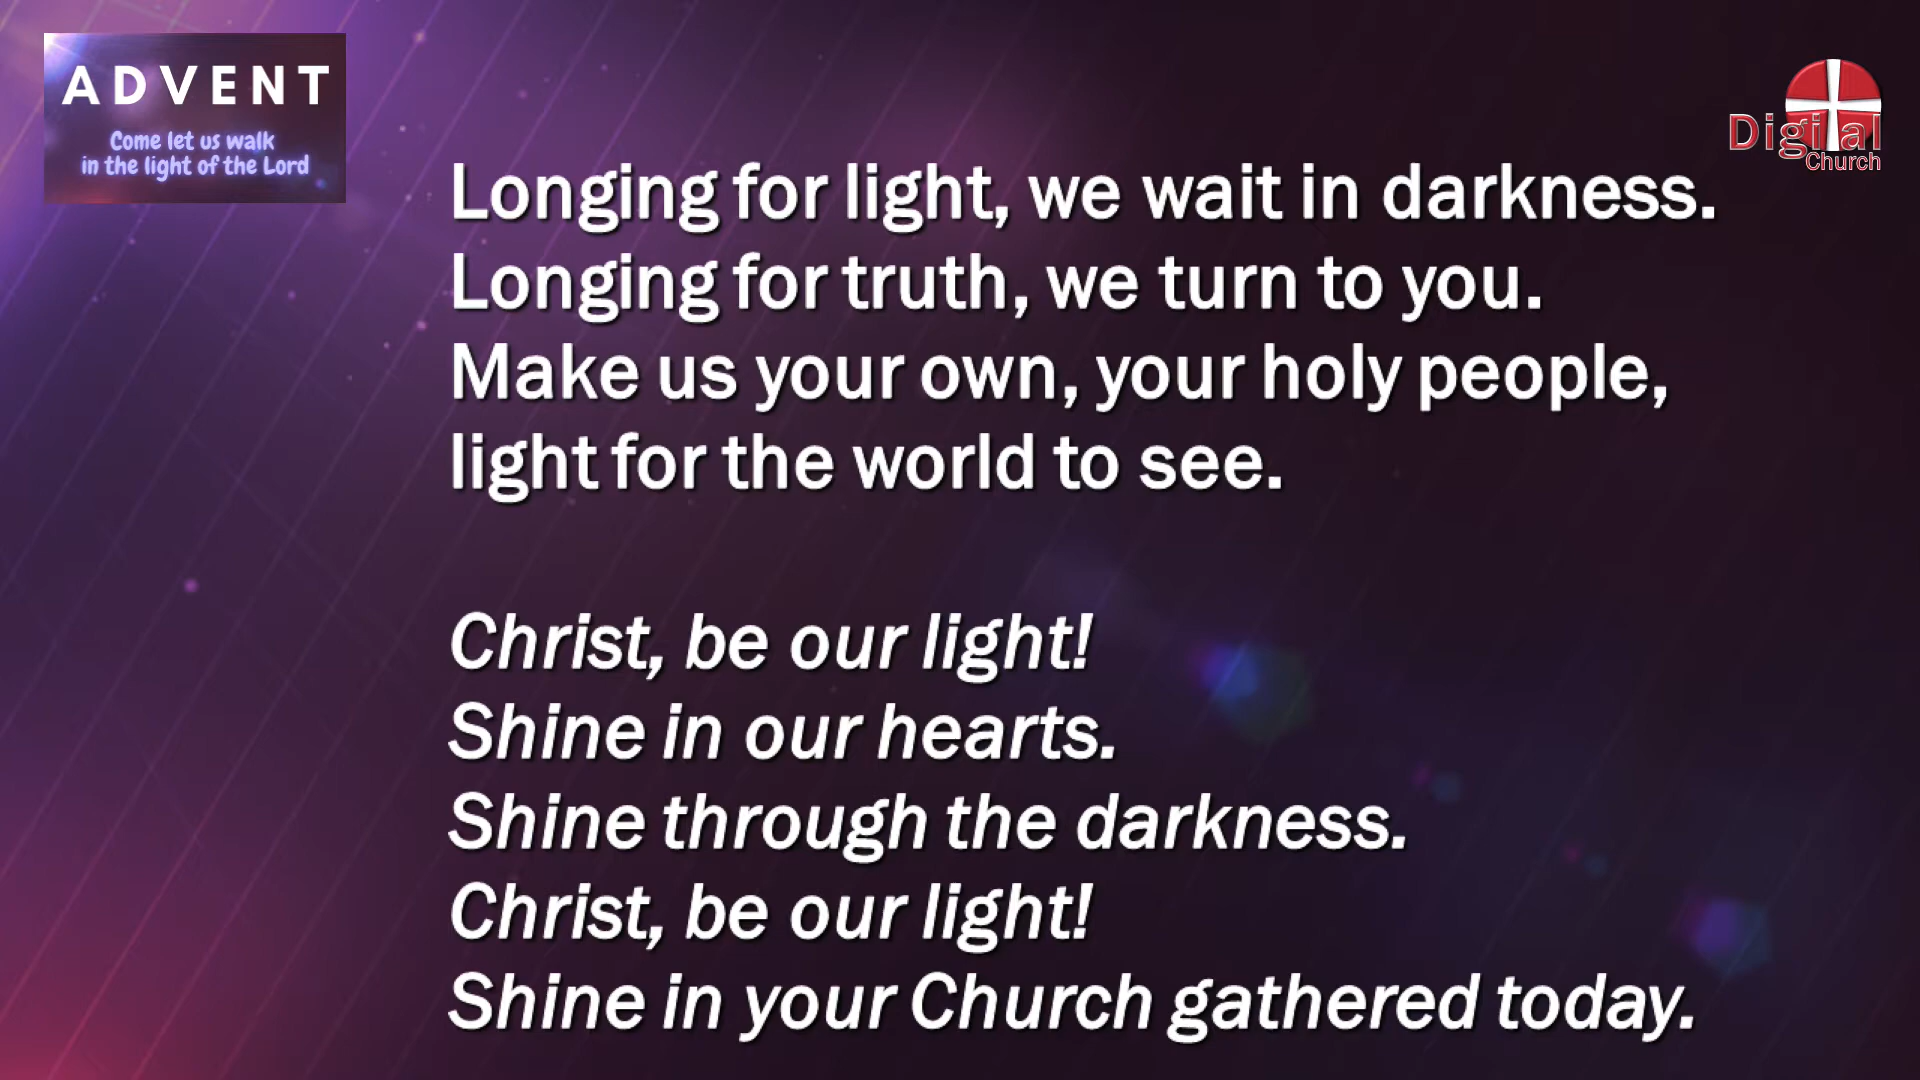 ADVENT
Come let us walk
in the light of the Lord
Digital
Church
Longing for light, we wait in darkness.
Longing for truth, we turn to you.
Make us your own, your holy people,
light for the world to see.
Christ, be our light!
Shine in our hearts.
Shine through the darkness.
Christ, be our light!
Shine in your Church gathered today.